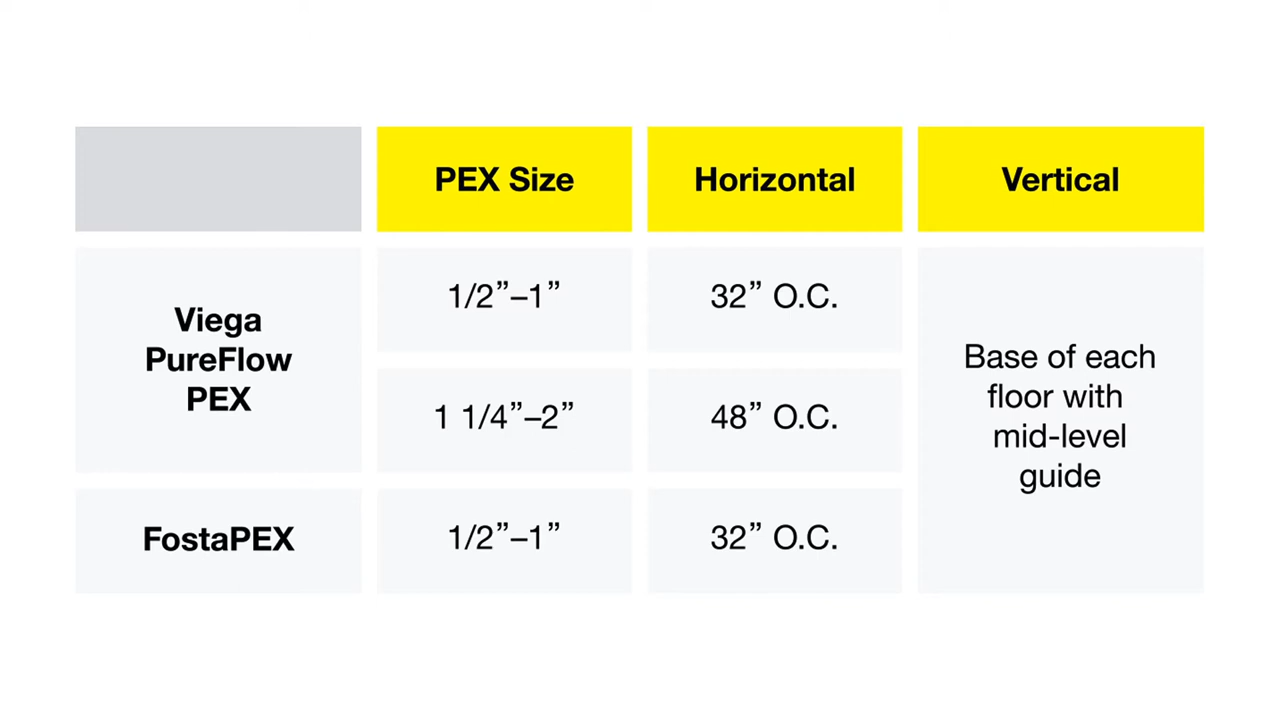 PEX Size
Horizontal
Vertical
Viega
PureFlow
PEX
1/2”–1”
32” O.C.
1 1/4”–2”
48” O.C.
Base of each
floor with
mid-level
guide
FostaPEX
1/2”–1”
32” O.C.